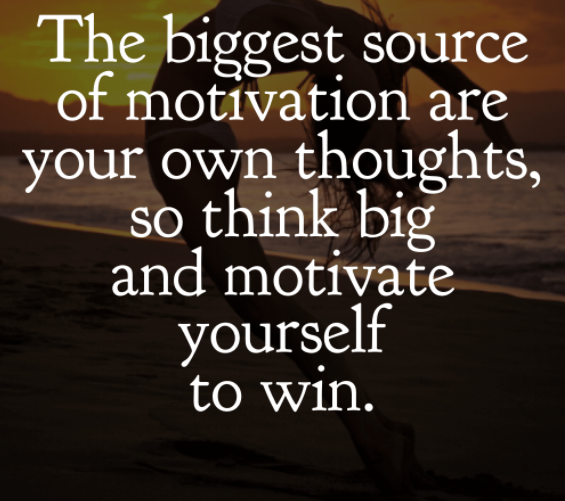 The biggest source
of motivation are
your own thoughts,
so think big
and motivate
yourself
to win.